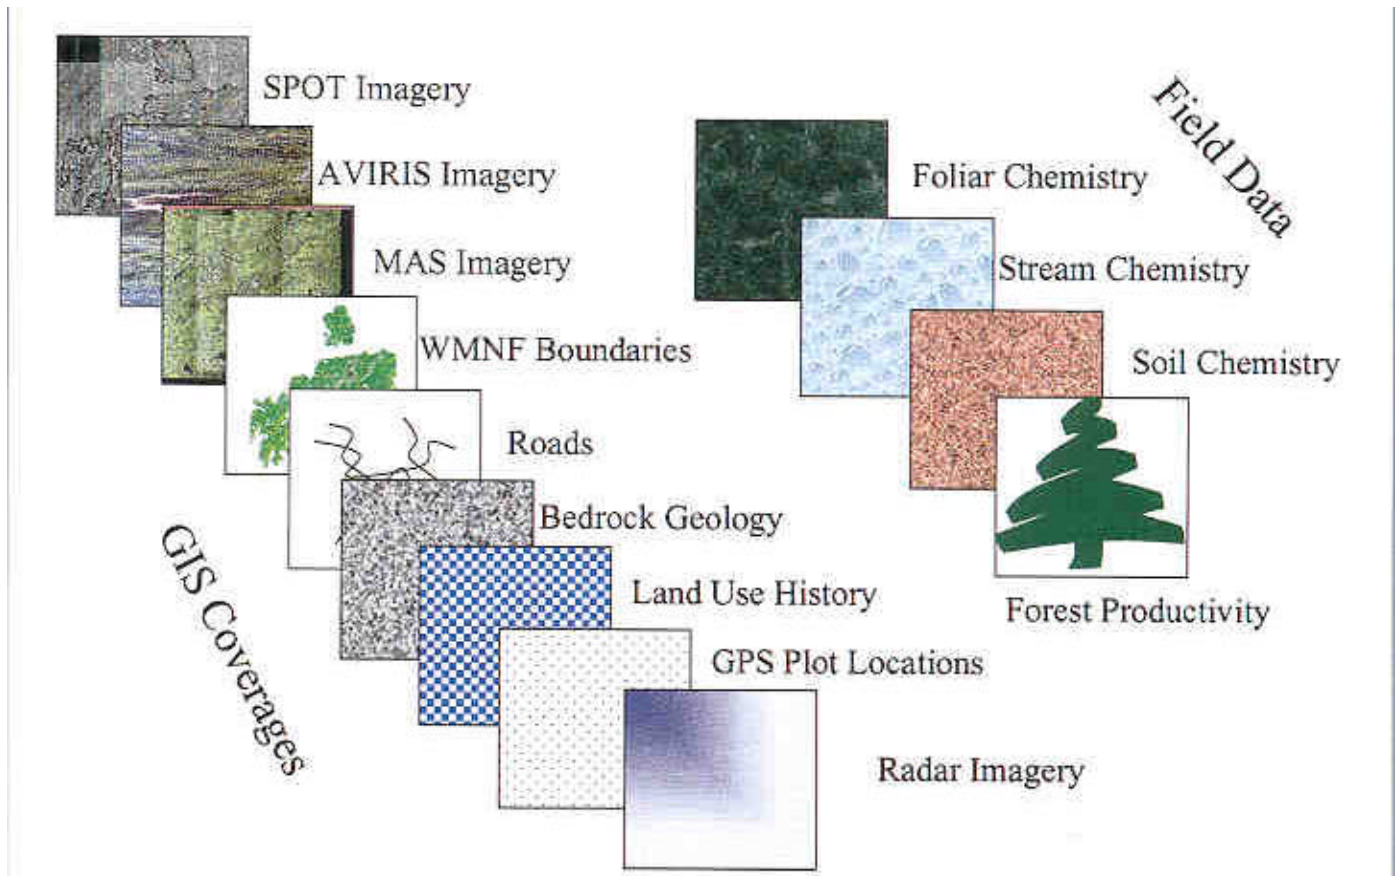 SPOT Imagery
AVIRIS Imagery
MAS Imagery
WMNF Boundaries
Roads
Bedrock Geology
Land Use History
GPS Plot Locations
Radar Imagery
GIS Coverages
Field Data
Foliar Chemistry
Stream Chemistry
Soil Chemistry
Forest Productivity